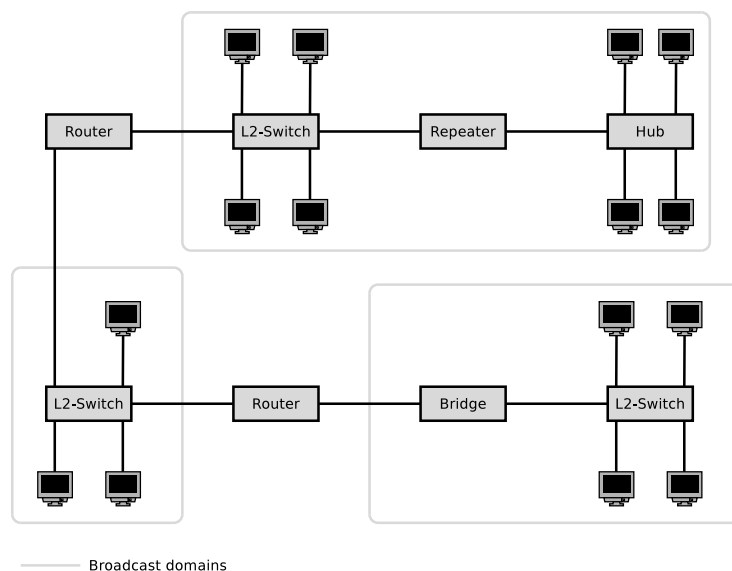 Router
L2-Switch
Repeater
Hub
L2-Switch
Router
Bridge
L2-Switch
Broadcast domains